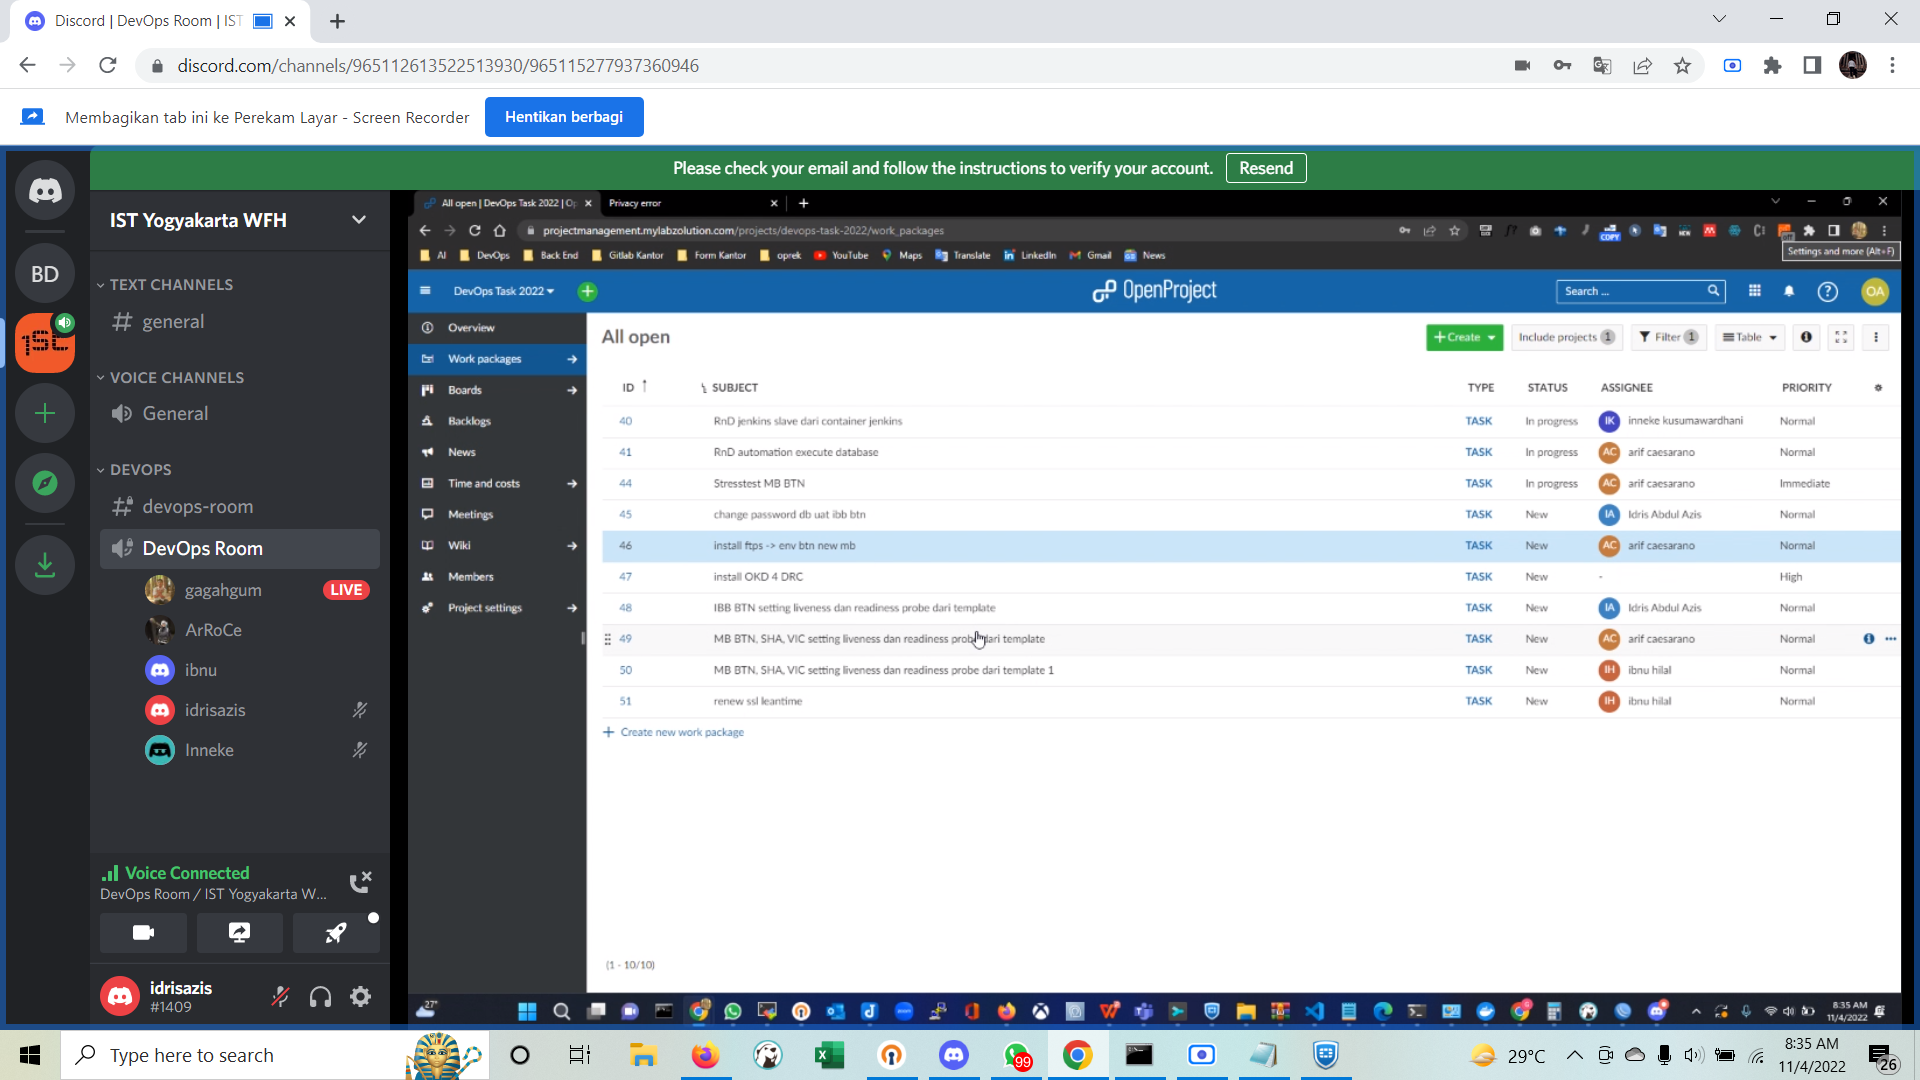 Discord | DevOps Room | IST
discord.com/channels/965112613522513930/965115277937360946
Membagikan tab ini ke Perekam Layar - Screen Recorder
Hentikan berbagi
Please check your email and follow the instructions to verify your account.
Resend
IST Yogyakarta WFH
BD
TEXT CHANNELS
general
VOICE CHANNELS
General
DEVOPS
devops-room
DevOps Room
gagahgum
LIVE
ArRoCe
ibnu
idrisazis
Inneke
Voice Connected
DevOps Room / IST Yogyakarta W...
idrisazis
#1409
All open | DevOps Task 2022 | Op
Privacy error
projectmanagement.mylabzolution.com/projects/devops-task-2022/work_packages
AI DevOps Back End Gitlab Kantor Form Kantor oprek YouTube Maps Translate LinkedIn Gmail News
Settings and more (Alt+F)
DevOps Task 2022
OpenProject
Search ...
OA
Overview
Work packages
Boards
Backlogs
News
Time and costs
Meetings
Wiki
Members
Project settings
All open
+ Create
Include projects 1
Filter 1
Table
ID SUBJECT TYPE STATUS ASSIGNEE PRIORITY
40 RnD jenkins slave dari container jenkins TASK In progress IK inneke kusumawardhani Normal
41 RnD automation execute database TASK In progress AC arif caesarano Normal
44 Stresstest MB BTN TASK In progress AC arif caesarano Immediate
45 change password db uat ibb btn TASK New IA Idris Abdul Azis Normal
46 install ftps -> env btn new mb TASK New AC arif caesarano Normal
47 install OKD 4 DRC TASK New - High
48 IBB BTN setting liveness dan readiness probe dari template TASK New IA Idris Abdul Azis Normal
49 MB BTN, SHA, VIC setting liveness dan readiness probe dari template TASK New AC arif caesarano Normal
50 MB BTN, SHA, VIC setting liveness dan readiness probe dari template 1 TASK New IH ibnu hilal Normal
51 renew ssl leantime TASK New IH ibnu hilal Normal
+ Create new work package
(1 - 10/10)
27°
8:35 AM
11/4/2022
Type here to search
99
29°C
8:35 AM
11/4/2022
26